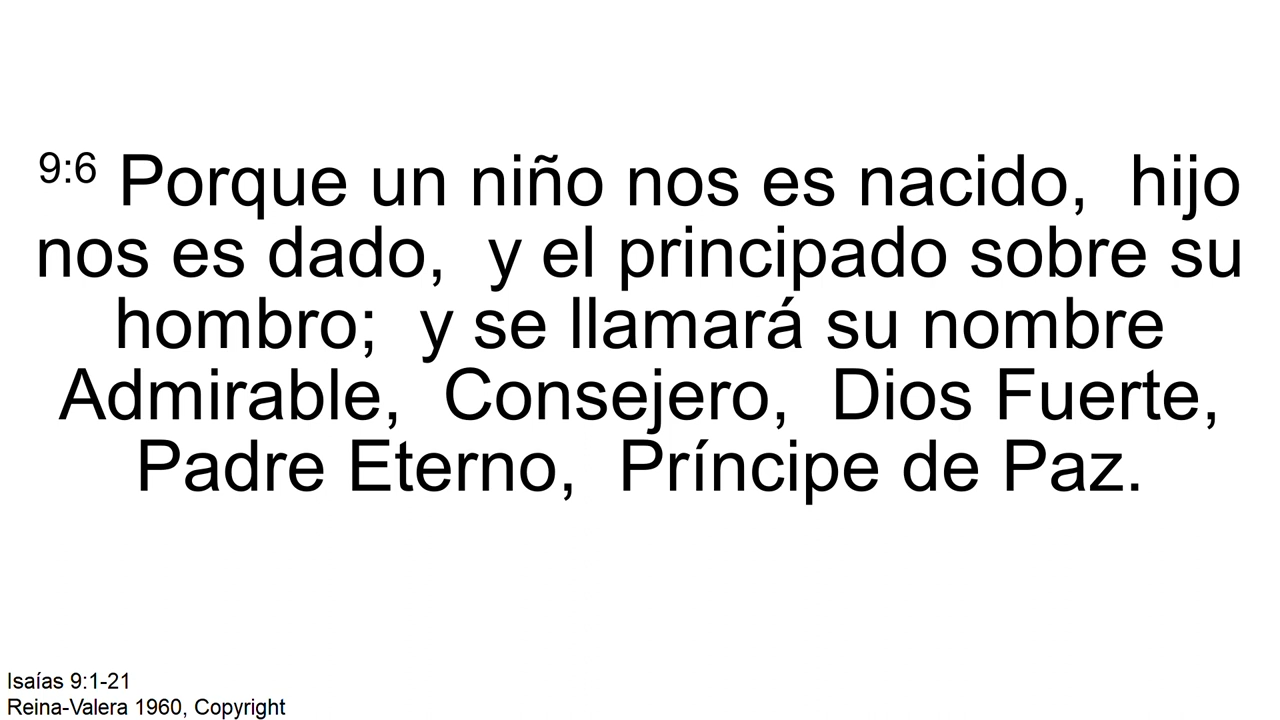 9:6 Porque un niño nos es nacido,  hijo
nos es dado,  y el principado sobre su
hombro;  y se llamará su nombre
Admirable,  Consejero,  Dios Fuerte,
Padre Eterno,  Príncipe de Paz.
Isaías 9:1-21
Reina-Valera 1960, Copyright